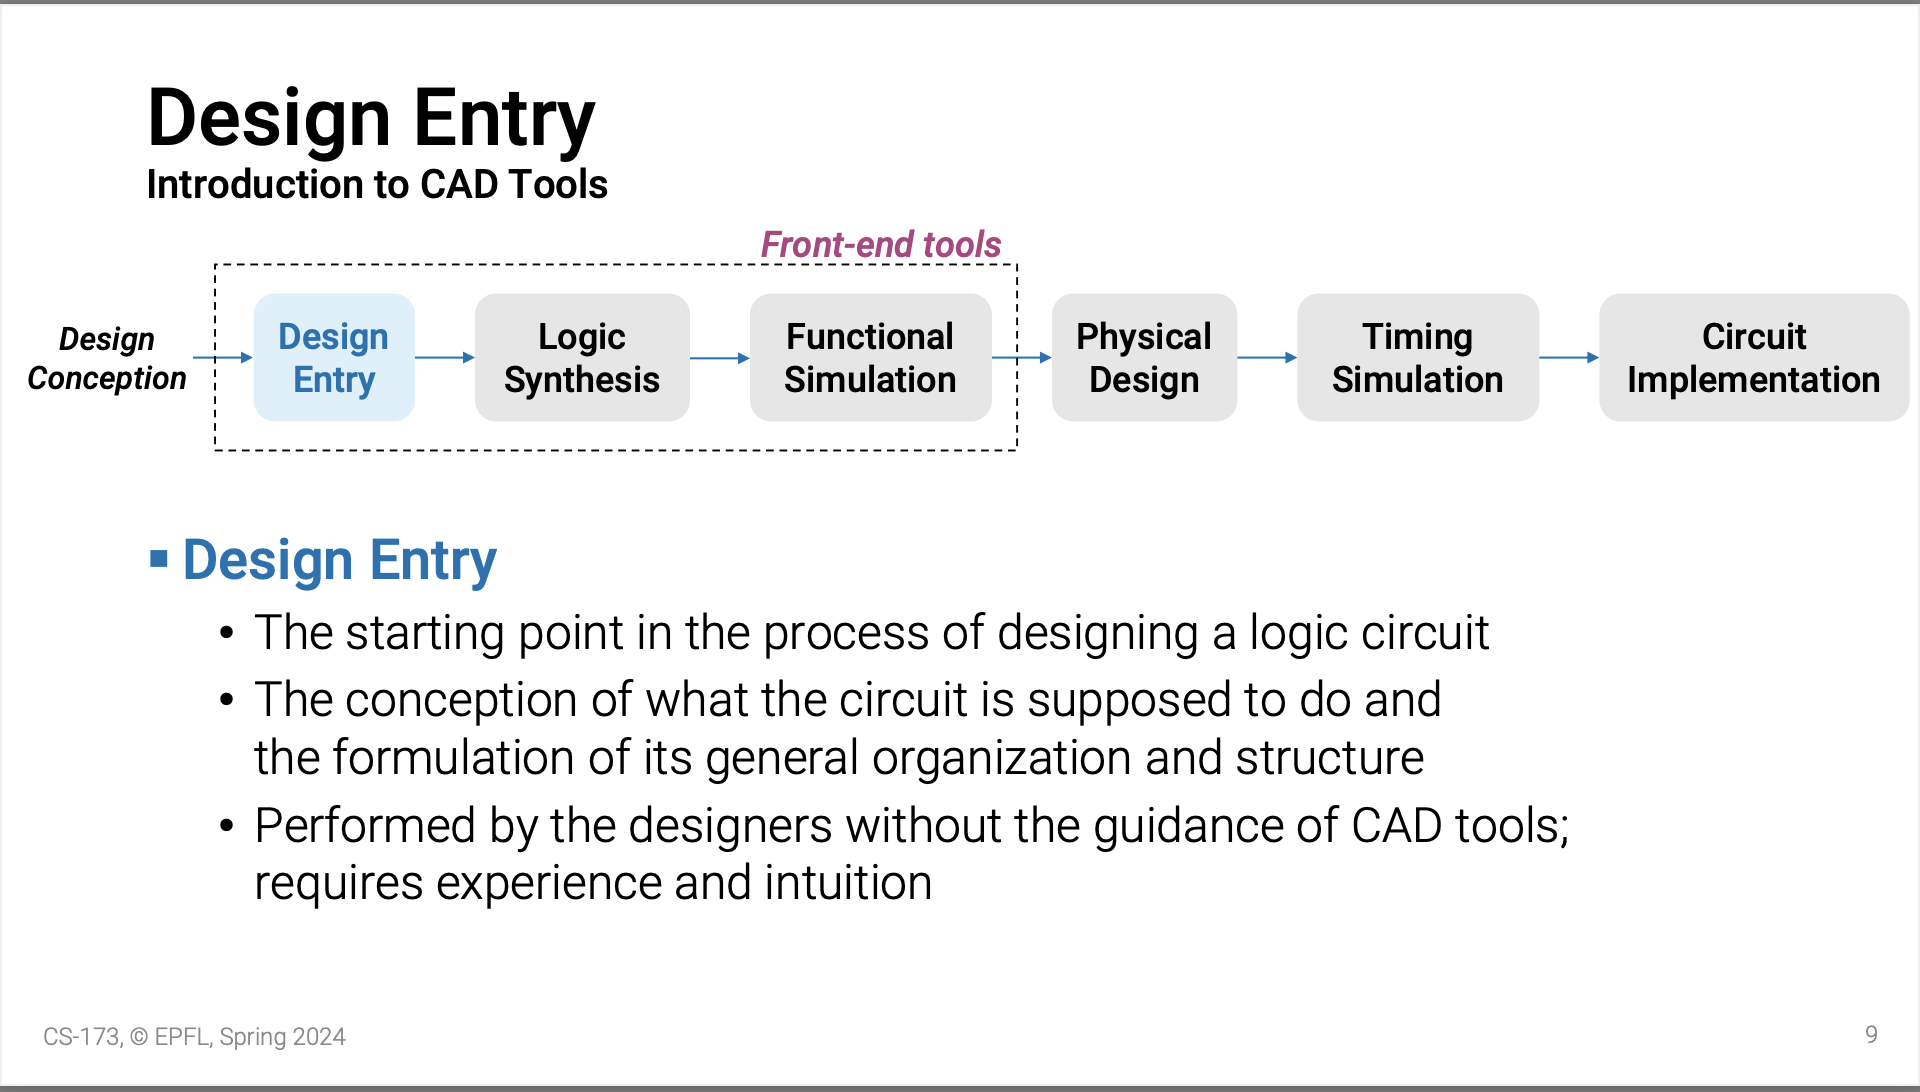 Design Entry
Introduction to CAD Tools
Front-end tools
Design
Conception
Design
Entry
Logic
Synthesis
Functional
Simulation
Physical
Design
Timing
Simulation
Circuit
Implementation
▪ Design Entry
• The starting point in the process of designing a logic circuit
• The conception of what the circuit is supposed to do and
the formulation of its general organization and structure
• Performed by the designers without the guidance of CAD tools;
requires experience and intuition
CS-173, © EPFL, Spring 2024
9